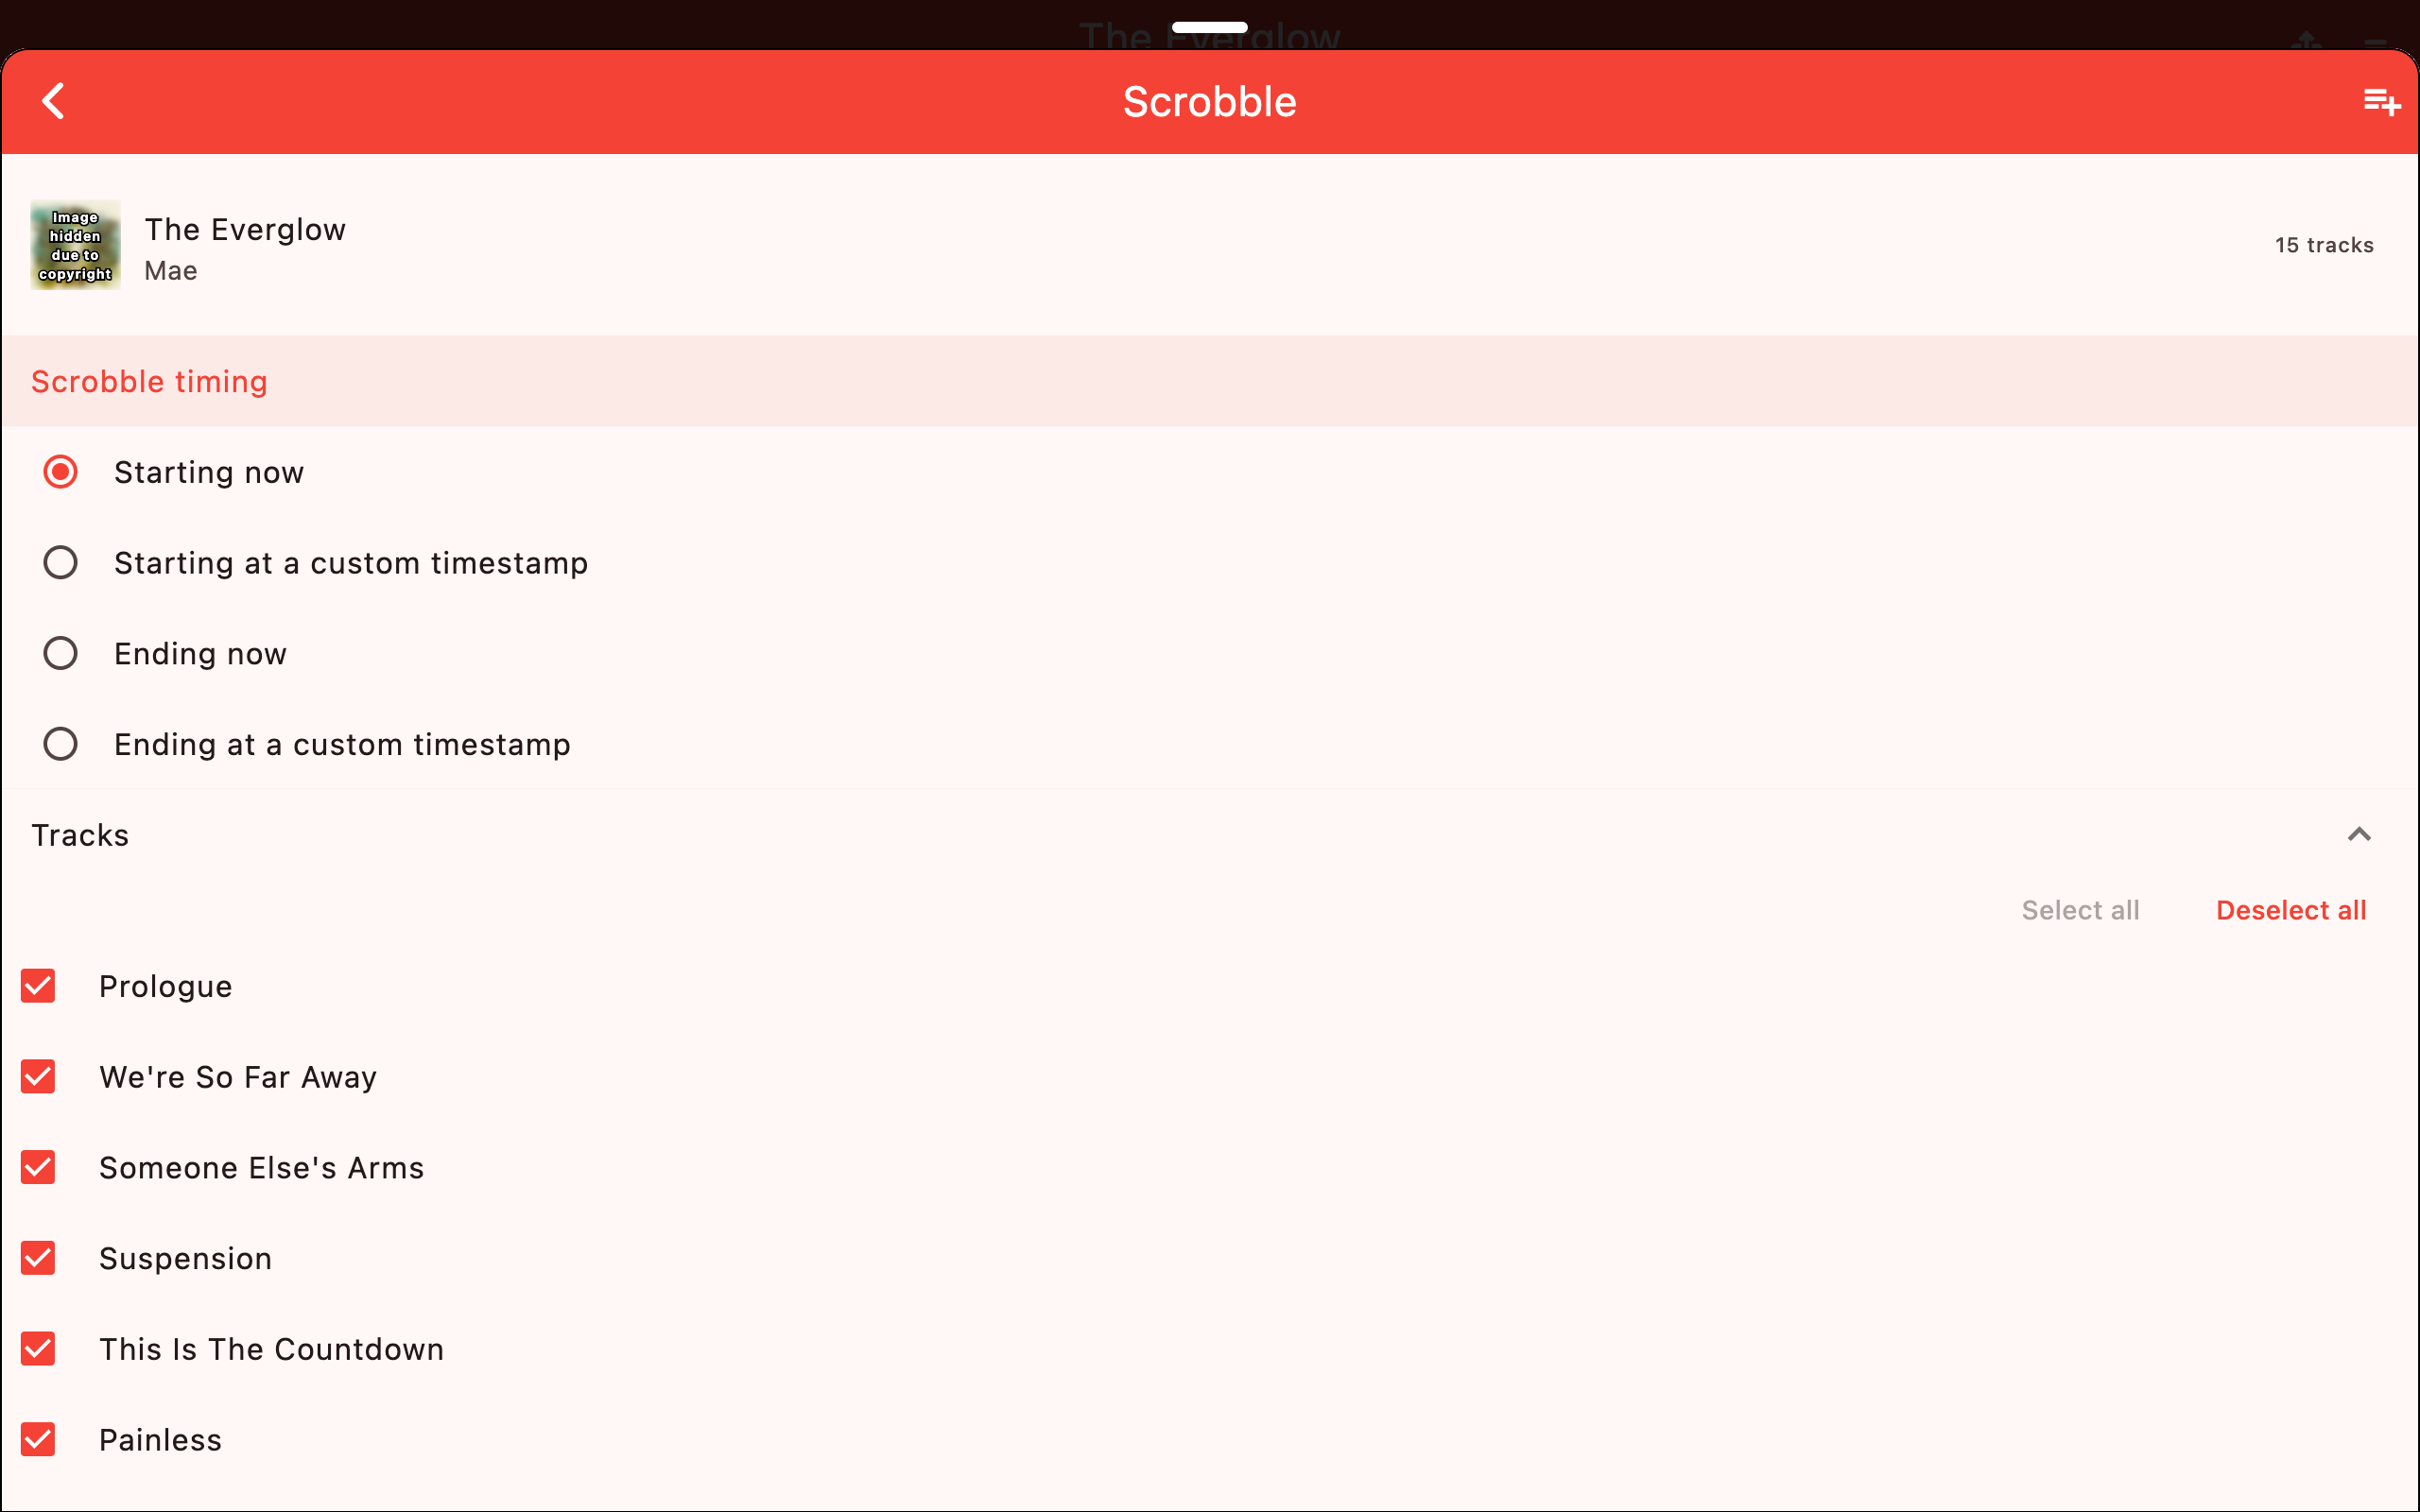 The Everglow
Scrobble
Image
hidden
due to
copyright
The Everglow
Mae
15 tracks
Scrobble timing
Starting now
Starting at a custom timestamp
Ending now
Ending at a custom timestamp
Tracks
Select all
Deselect all
Prologue
We're So Far Away
Someone Else's Arms
Suspension
This Is The Countdown
Painless